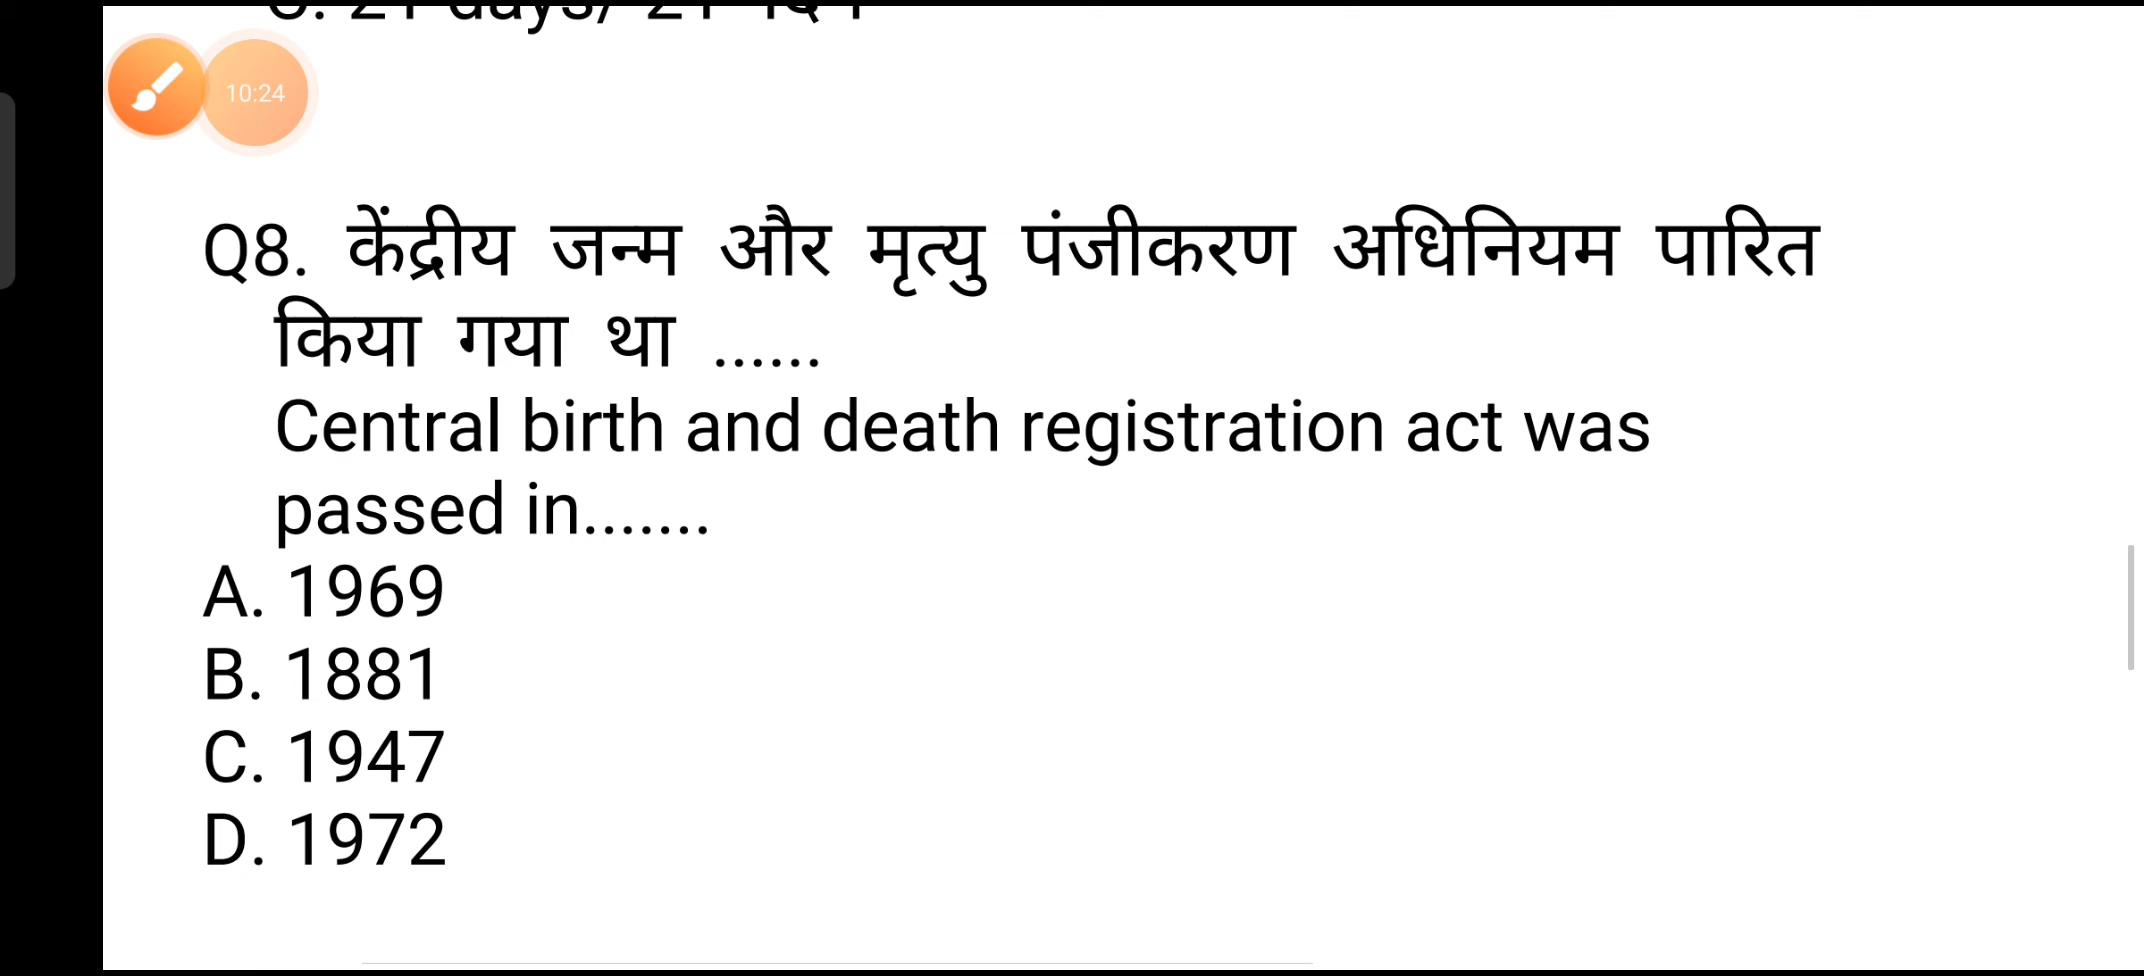 10:24
Q8. केंद्रीय जन्म और मृत्यु पंजीकरण अधिनियम पारित
किया गया था ......
Central birth and death registration act was
passed in.......
A. 1969
B. 1881
C. 1947
D. 1972